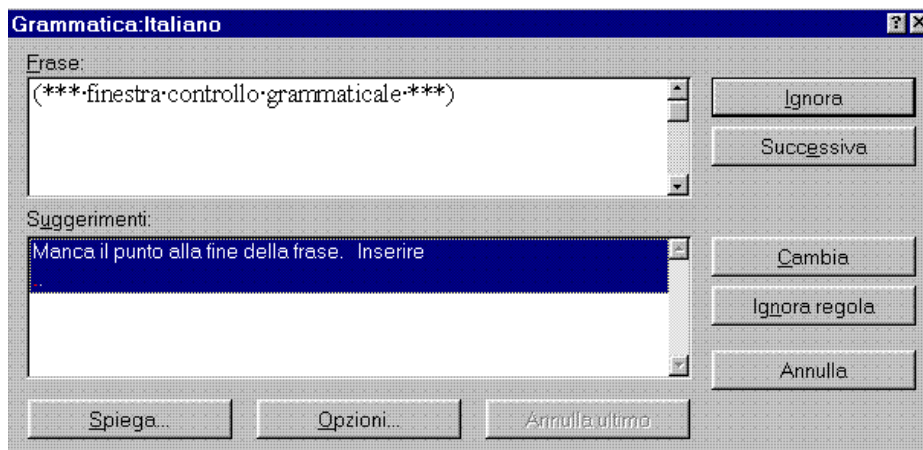 Grammatica:Italiano
Frase:
(***·finestra·controllo·grammaticale·***)
Ignora
Successiva
Suggerimenti:
Manca il punto alla fine della frase.  Inserire
..
Cambia
Ignora regola
Annulla
Spiega...
Opzioni...
Annulla ultimo